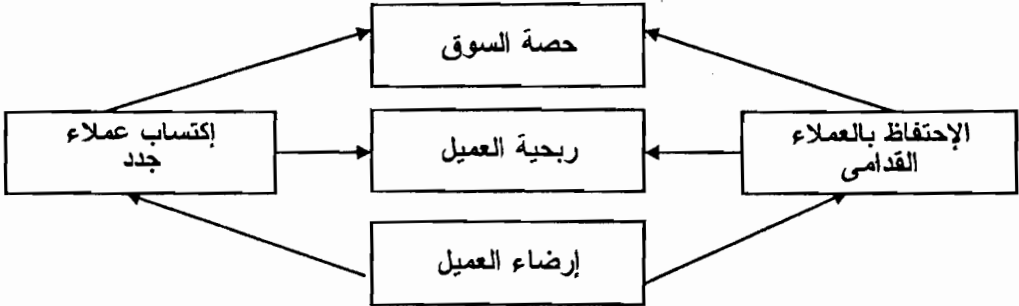 حصة السوق
الإحتفاظ بالعملاء
القدامى
ربحية العميل
إكتساب عملاء
جدد
إرضاء العميل